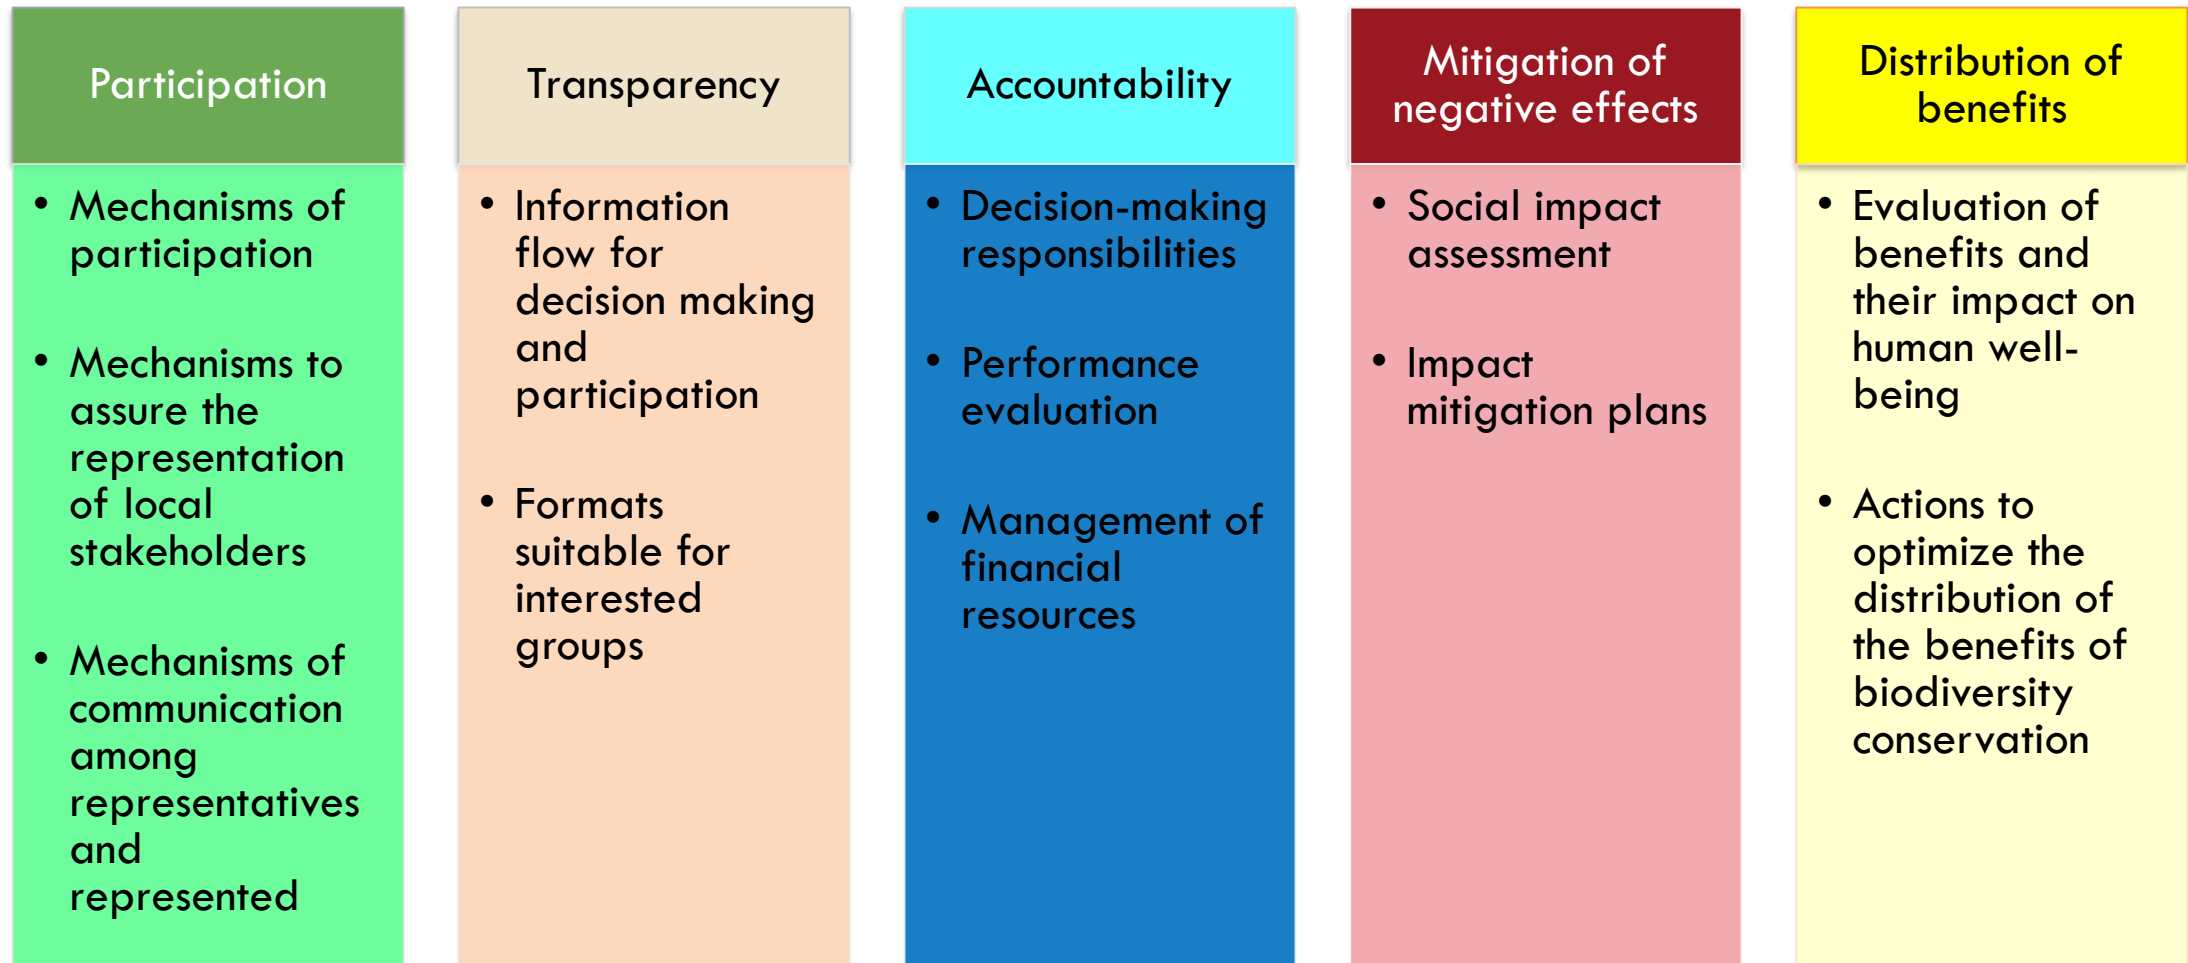 Participation
• Mechanisms of
participation
• Mechanisms to
assure the
representation
of local
stakeholders
• Mechanisms of
communication
among
representatives
and
represented
Transparency
• Information
flow for
decision making
and
participation
• Formats
suitable for
interested
groups
Accountability
• Decision-making
responsibilities
• Performance
evaluation
• Management of
financial
resources
Mitigation of
negative effects
• Social impact
assessment
• Impact
mitigation plans
Distribution of
benefits
• Evaluation of
benefits and
their impact on
human well-
being
• Actions to
optimize the
distribution of
the benefits of
biodiversity
conservation